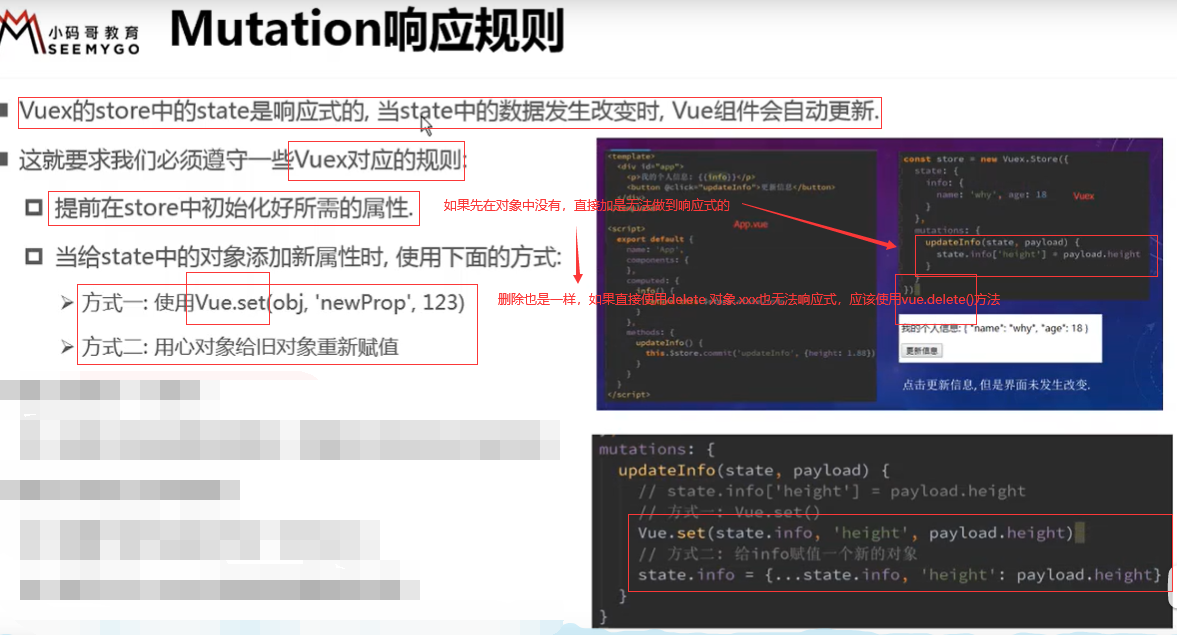 小码哥教育
SEEMYGO
Mutation响应规则
Vuex的store中的state是响应式的, 当state中的数据发生改变时, Vue组件会自动更新.
这就要求我们必须遵守一些Vuex对应的规则:
提前在store中初始化好所需的属性.
当给state中的对象添加新属性时, 使用下面的方式:
方式一: 使用Vue.set(obj, 'newProp', 123)
方式二: 用心对象给旧对象重新赋值
如果先在对象中没有，直接加是无法做到响应式的
删除也是一样，如果直接使用delete 对象.xxx也无法响应式，应该使用vue.delete()方法
<template>
<div id="app">
<p>我的个人信息: {{info}}</p>
<button @click="updateInfo">更新信息</button>
App.vue
<script>
export default {
name: 'App',
components: {
},
computed: {
info()
}
},
methods: {
updateInfo() {
this.$store.commit('updateInfo', {height: 1.88})
}
}
}
</script>
const store = new Vuex.Store({
state: {
info: {
name: 'why', age: 18
}
},
Vuex
mutations: {
updateInfo(state, payload) {
state.info['height'] = payload.height
}
}
})
我的个人信息: { "name": "why", "age": 18 }
更新信息
点击更新信息, 但是界面未发生改变.
mutations: {
updateInfo(state, payload) {
// state.info['height'] = payload.height
// 方式一: Vue.set()
Vue.set(state.info, 'height', payload.height)
// 方式二: 给info赋值一个新的对象
state.info = {...state.info, 'height': payload.height}
}
}